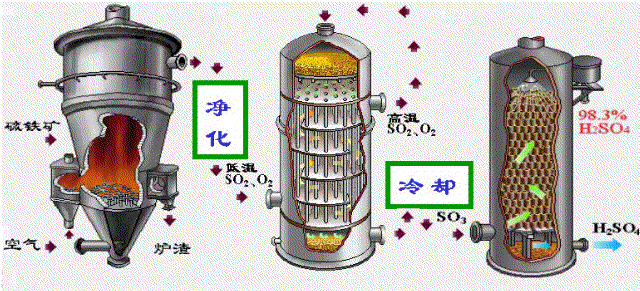 硫铁矿
空气
炉渣
净
化
低温
SO₂、O₂
高温
SO₂、O₂
冷却
SO₃
98.3%
H₂SO₄
H₂SO₄